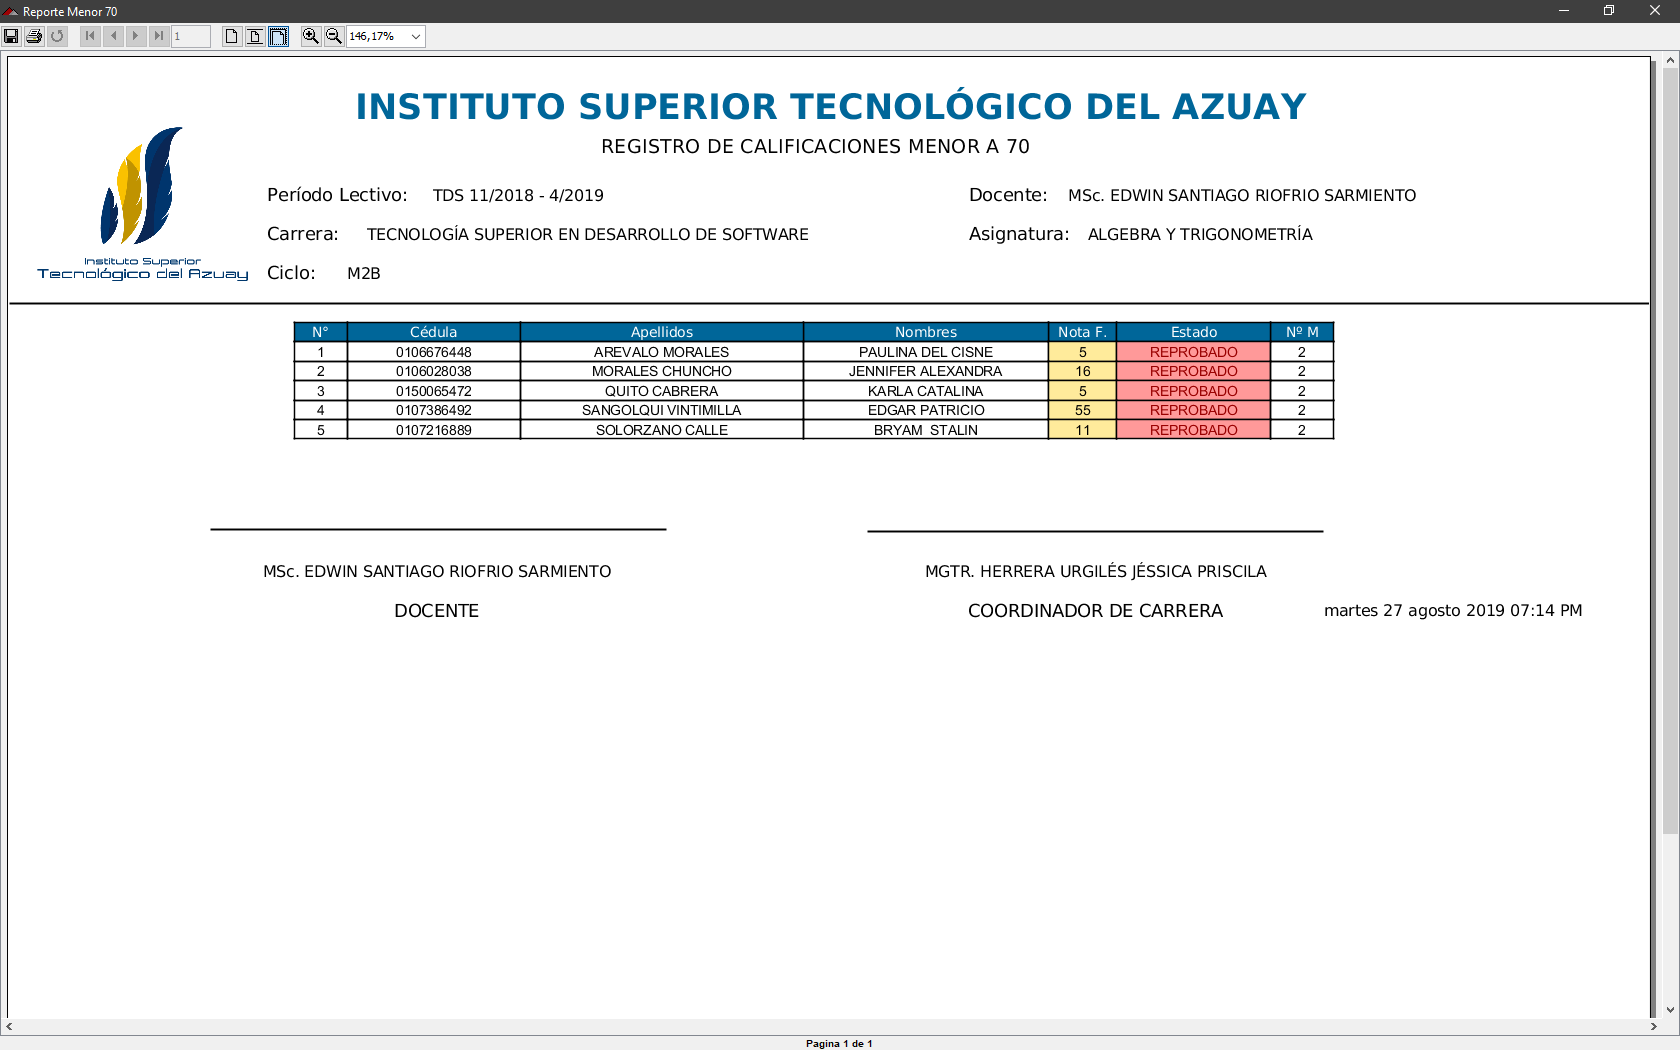 Reporte Menor 70
1
146,17%
INSTITUTO SUPERIOR TECNOLÓGICO DEL AZUAY
REGISTRO DE CALIFICACIONES MENOR A 70
Período Lectivo: TDS 11/2018 - 4/2019 Docente: MSc. EDWIN SANTIAGO RIOFRIO SARMIENTO
Carrera: TECNOLOGÍA SUPERIOR EN DESARROLLO DE SOFTWARE Asignatura: ALGEBRA Y TRIGONOMETRÍA
Instituto Superior
Tecnológico del Azuay
Ciclo: M2B
N° Cédula Apellidos Nombres Nota F. Estado Nº M
1 0106676448 AREVALO MORALES PAULINA DEL CISNE 5 REPROBADO 2
2 0106028038 MORALES CHUNCHO JENNIFER ALEXANDRA 16 REPROBADO 2
3 0150065472 QUITO CABRERA KARLA CATALINA 5 REPROBADO 2
4 0107386492 SANGOLQUI VINTIMILLA EDGAR PATRICIO 55 REPROBADO 2
5 0107216889 SOLORZANO CALLE BRYAM  STALIN 11 REPROBADO 2
MSc. EDWIN SANTIAGO RIOFRIO SARMIENTO MGTR. HERRERA URGILÉS JÉSSICA PRISCILA
DOCENTE COORDINADOR DE CARRERA martes 27 agosto 2019 07:14 PM
Pagina 1 de 1